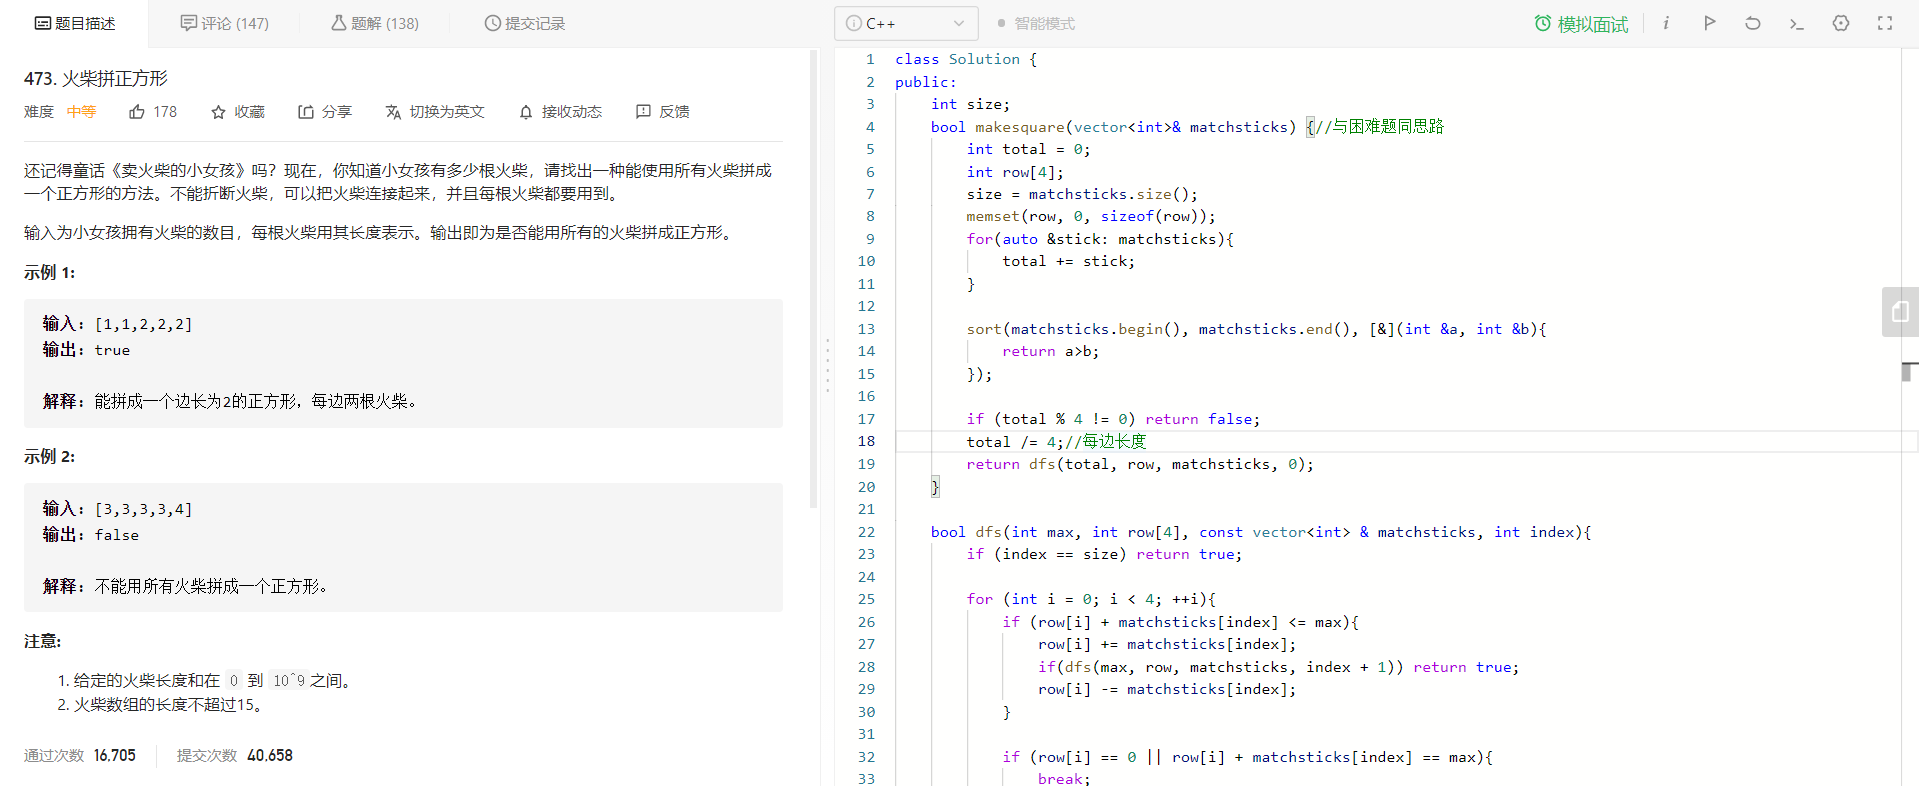 题目描述
评论 (147)
题解 (138)
提交记录
473. 火柴拼正方形
难度 中等 178 收藏 分享 切换为英文 接收动态 反馈
还记得童话《卖火柴的小女孩》吗？现在，你知道小女孩有多少根火柴，请找出一种能使用所有火柴拼成
一个正方形的方法。不能折断火柴，可以把火柴连接起来，并且每根火柴都要用到。
输入为小女孩拥有火柴的数目，每根火柴用其长度表示。输出即为是否能用所有的火柴拼成正方形。
示例 1:
输入: [1,1,2,2,2]
输出: true
解释: 能拼成一个边长为2的正方形，每边两根火柴。
示例 2:
输入: [3,3,3,3,4]
输出: false
解释: 不能用所有火柴拼成一个正方形。
注意:
1. 给定的火柴长度和在 0 到 10^9 之间。
2. 火柴数组的长度不超过15。
通过次数 16,705 提交次数 40,658
C++
智能模式
模拟面试
1 class Solution {
2 public:
3     int size;
4     bool makesquare(vector<int>& matchsticks) {//与困难题同思路
5         int total = 0;
6         int row[4];
7         size = matchsticks.size();
8         memset(row, 0, sizeof(row));
9         for(auto &stick: matchsticks){
10             total += stick;
11         }
12
13         sort(matchsticks.begin(), matchsticks.end(), [&](int &a, int &b){
14             return a>b;
15         });
16
17         if (total % 4 != 0) return false;
18         total /= 4;//每边长度
19         return dfs(total, row, matchsticks, 0);
20     }
21
22     bool dfs(int max, int row[4], const vector<int> & matchsticks, int index){
23         if (index == size) return true;
24
25         for (int i = 0; i < 4; ++i){
26             if (row[i] + matchsticks[index] <= max){
27                 row[i] += matchsticks[index];
28                 if(dfs(max, row, matchsticks, index + 1)) return true;
29                 row[i] -= matchsticks[index];
30             }
31
32             if (row[i] == 0 || row[i] + matchsticks[index] == max){
33                 break;